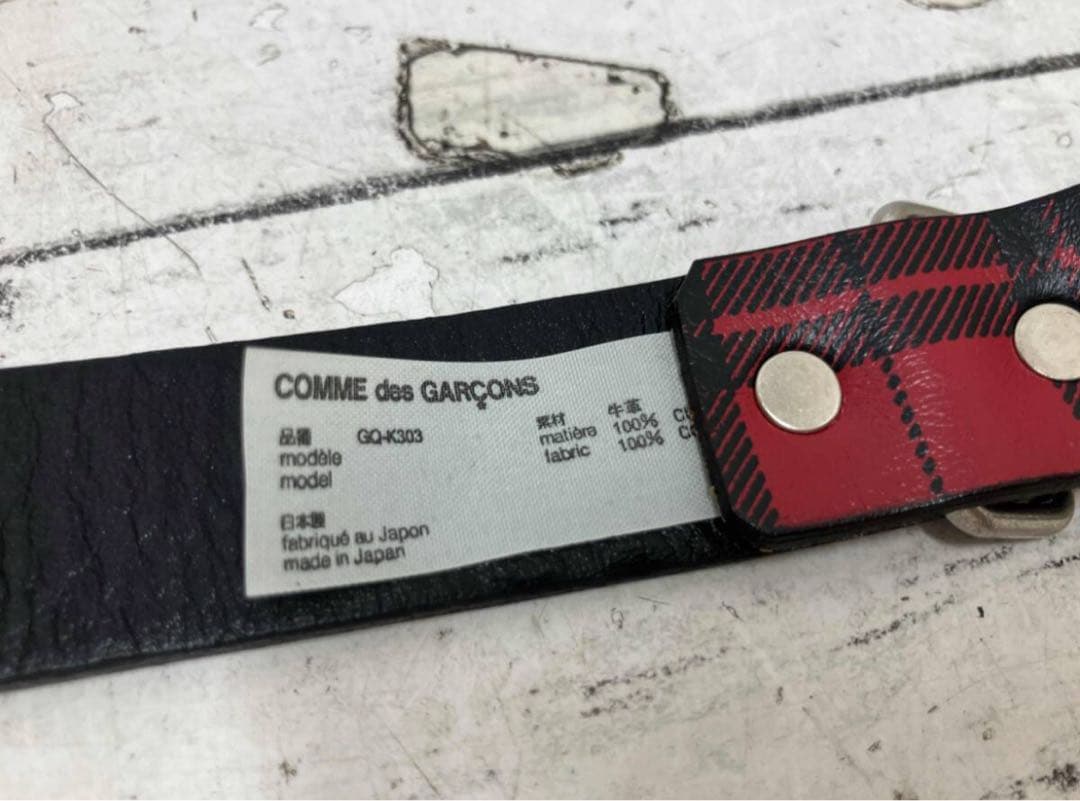 COMME des GARÇONS
品番 GQ-K303
modèle
model
素材 牛革
matière 100%
fabric 100%
日本製
fabriqué au Japon
made in Japan